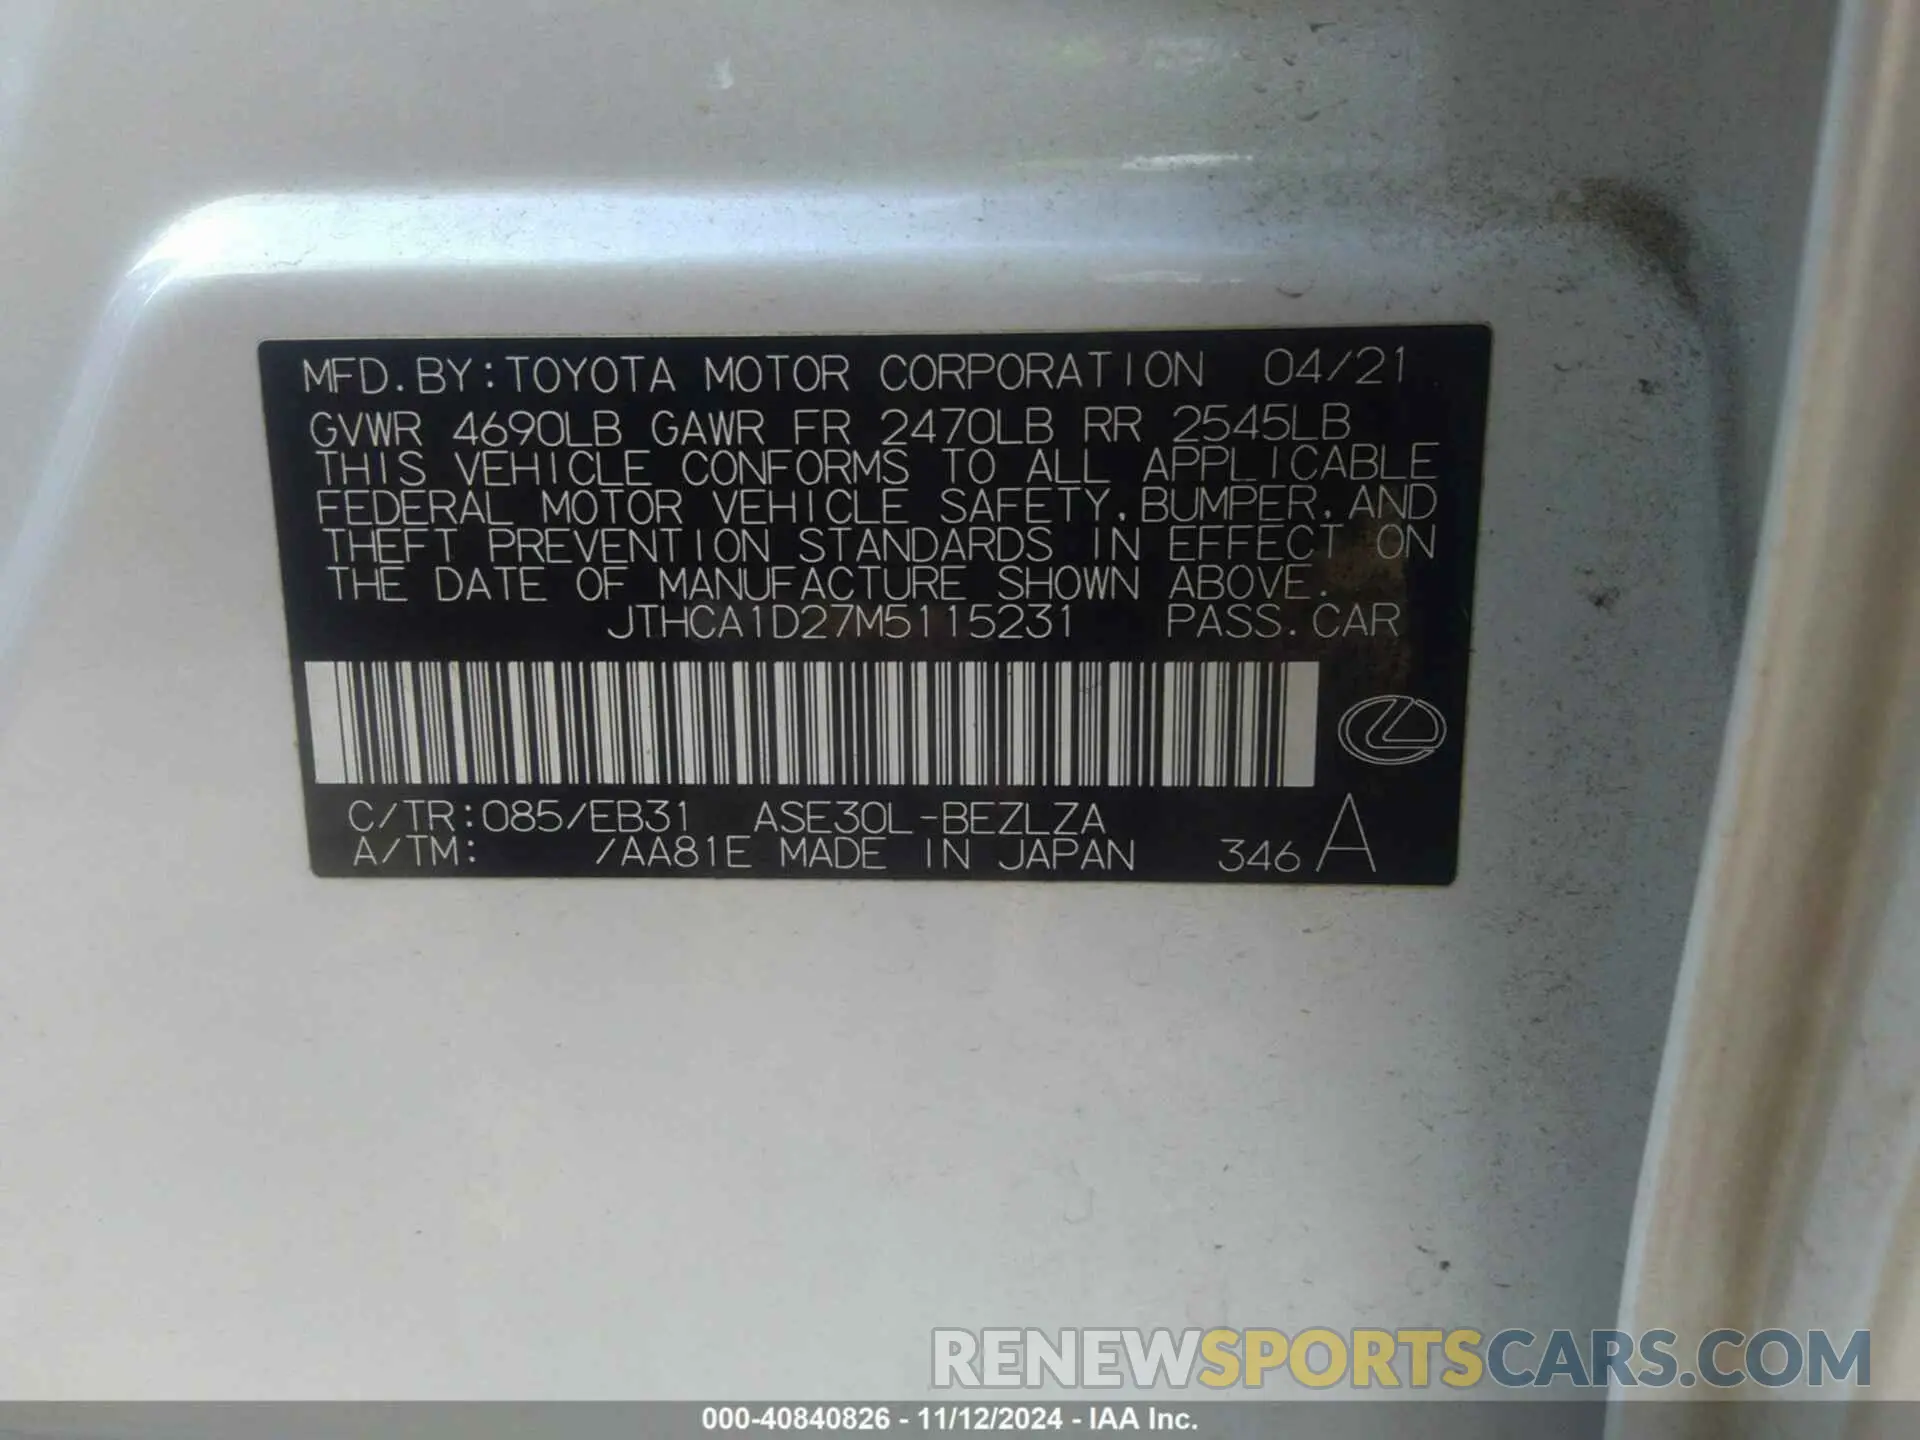 MFD. BY: TOYOTA MOTOR CORPORATION 04/21
GVWR 4690LB GAWR FR 2470LB RR 2545LB
THIS VEHICLE CONFORMS TO ALL APPLICABLE
FEDERAL MOTOR VEHICLE SAFETY, BUMPER, AND
THEFT PREVENTION STANDARDS IN EFFECT ON
THE DATE OF MANUFACTURE SHOWN ABOVE.
JTHCA1D27M5115231 PASS. CAR
C/TR: 085/EB31 ASE30L-BEZLZA
A/TM: /AA81E MADE IN JAPAN 346 A
RENEWSPORTSCARS.COM
000-40840826 - 11/12/2024 - IAA Inc.